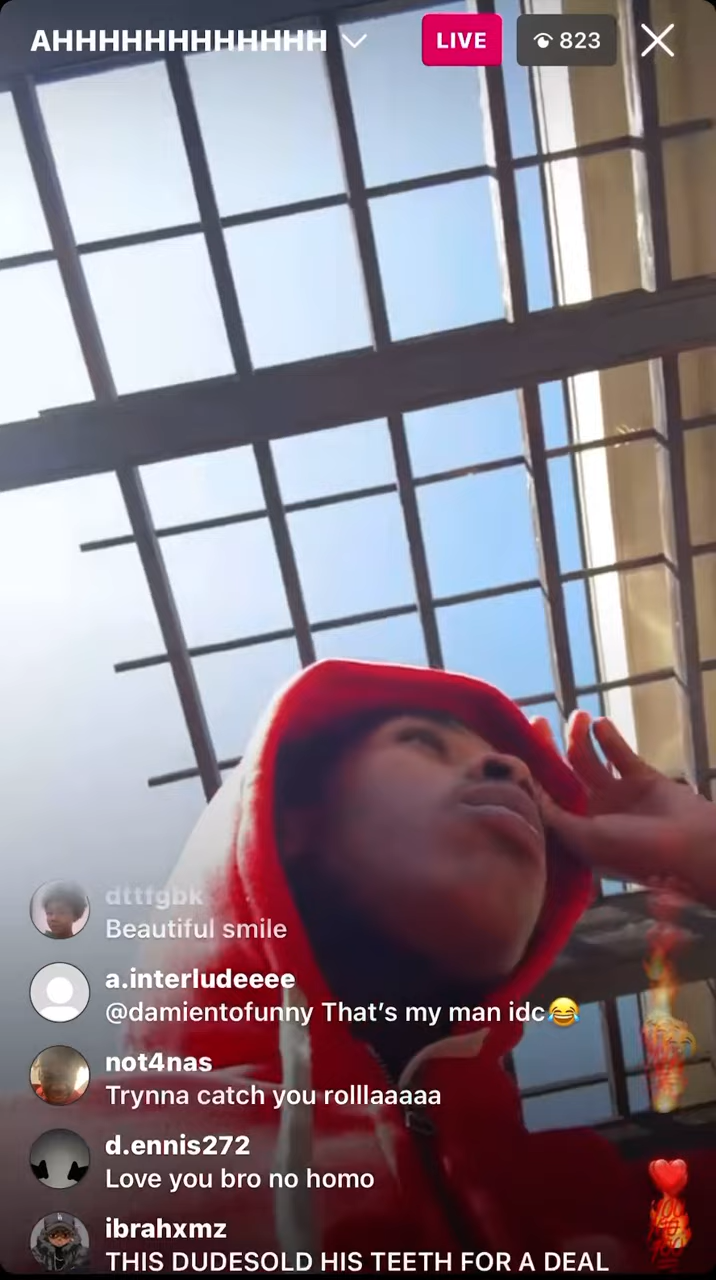 AHHHHHHHHHHHHH
LIVE
823
dttfgbk
Beautiful smile
a.interludeeee
@damientofunny That’s my man idc😂
not4nas
Trynna catch you rolllaaaaa
d.ennis272
Love you bro no homo
ibrahxmz
THIS DUDESOLD HIS TEETH FOR A DEAL